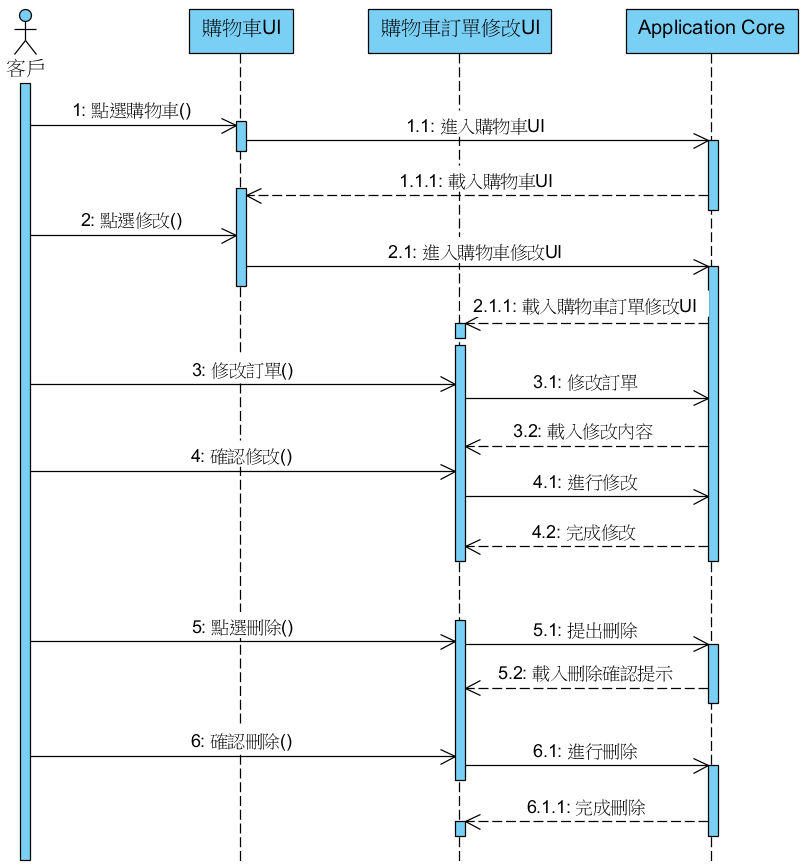 購物車UI
購物車訂單修改UI
Application Core
客戶
1: 點選購物車()
1.1: 進入購物車UI
1.1.1: 載入購物車UI
2: 點選修改()
2.1: 進入購物車修改UI
2.1.1: 載入購物車訂單修改UI
3: 修改訂單()
3.1: 修改訂單
3.2: 載入修改內容
4: 確認修改()
4.1: 進行修改
4.2: 完成修改
5: 點選刪除()
5.1: 提出刪除
5.2: 載入刪除確認提示
6: 確認刪除()
6.1: 進行刪除
6.1.1: 完成刪除